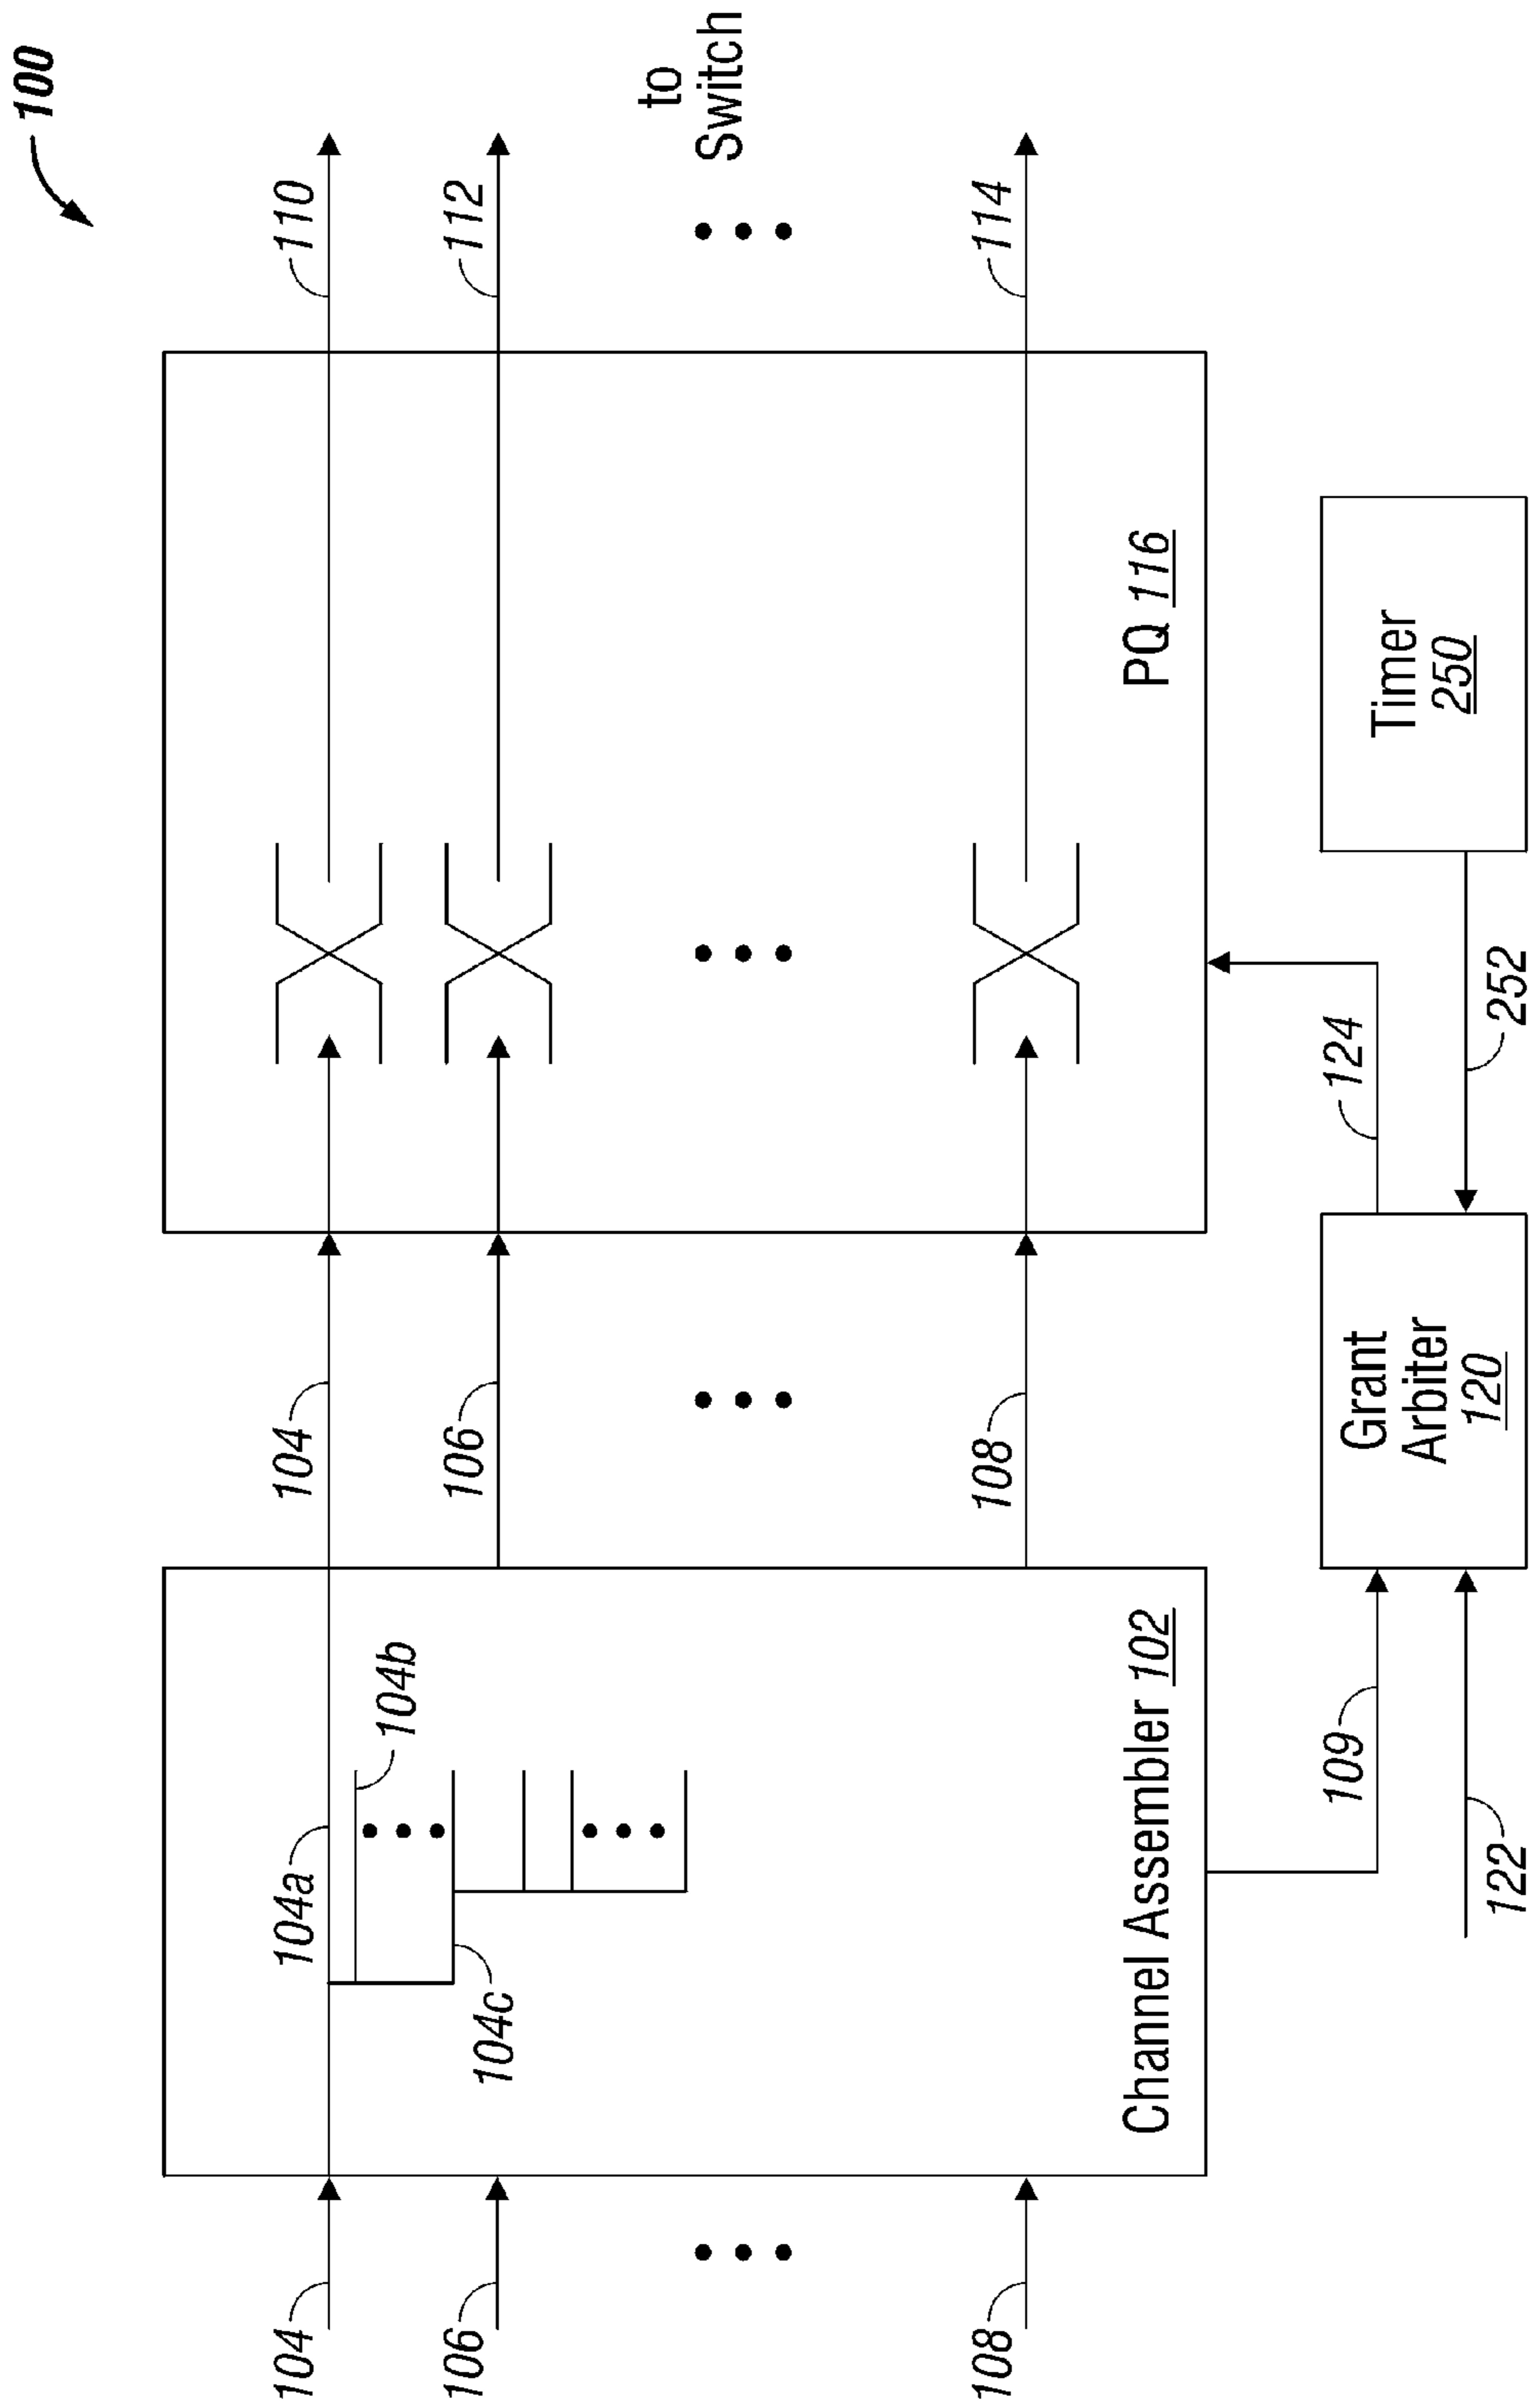 100
104
106
108
104a
104b
104c
Channel Assembler 102
104
106
108
PQ 116
110
112
114
to
Switch
109
122
Grant
Arbiter
120
124
252
Timer
250